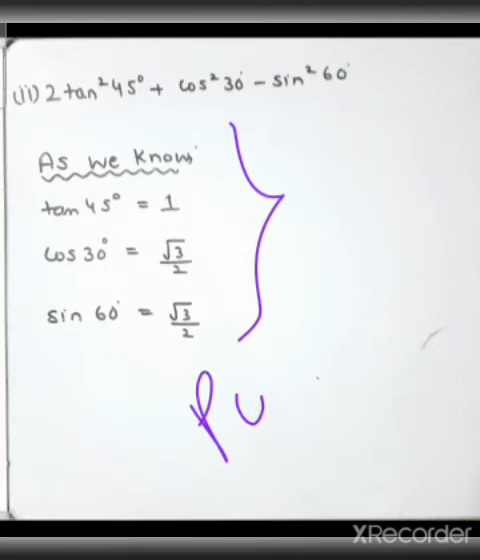 (ii) 2 tan² 45° + cos² 30° - sin² 60°
As we know,
tan 45° = 1
cos 30° = √3/2
sin 60° = √3/2
PU
XRecorder